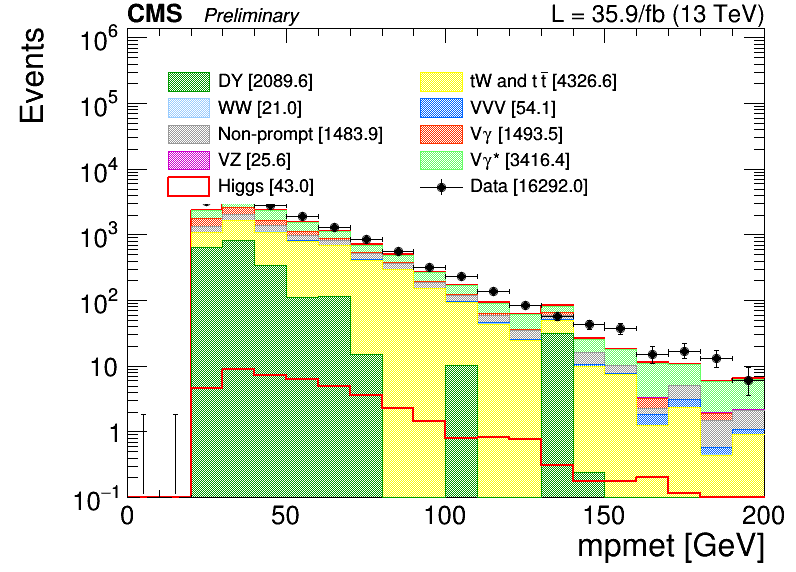 CMS Preliminary L = 35.9/fb (13 TeV)
Events
10^6
10^5
10^4
10^3
10^2
10
1
10^−1
DY [2089.6] tW and t t̄ [4326.6]
WW [21.0] VVV [54.1]
Non-prompt [1483.9] Vγ [1493.5]
VZ [25.6] Vγ* [3416.4]
Higgs [43.0] Data [16292.0]
0 50 100 150 200
mpmet [GeV]